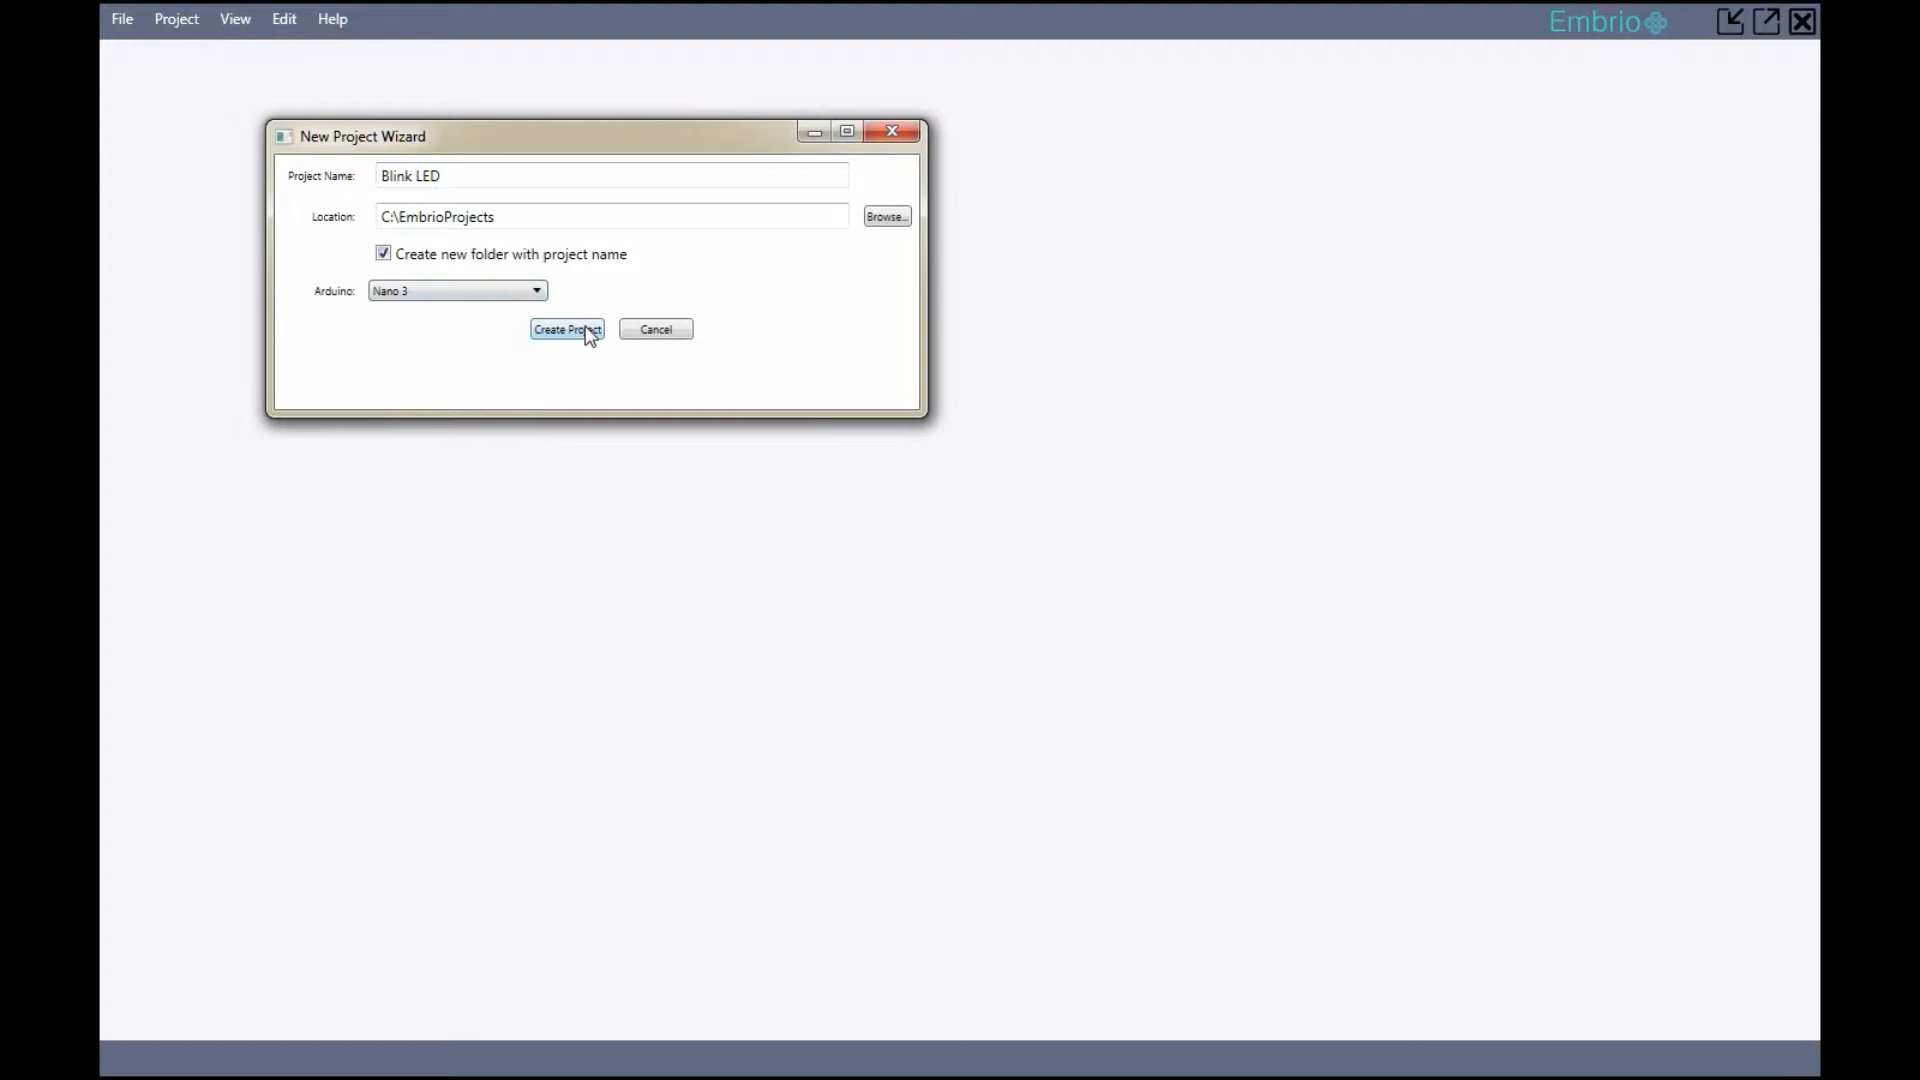 File Project View Edit Help Embrio
New Project Wizard
Project Name: Blink LED
Location: C:\EmbrioProjects Browse...
Create new folder with project name
Arduino: Nano 3
Create Project Cancel